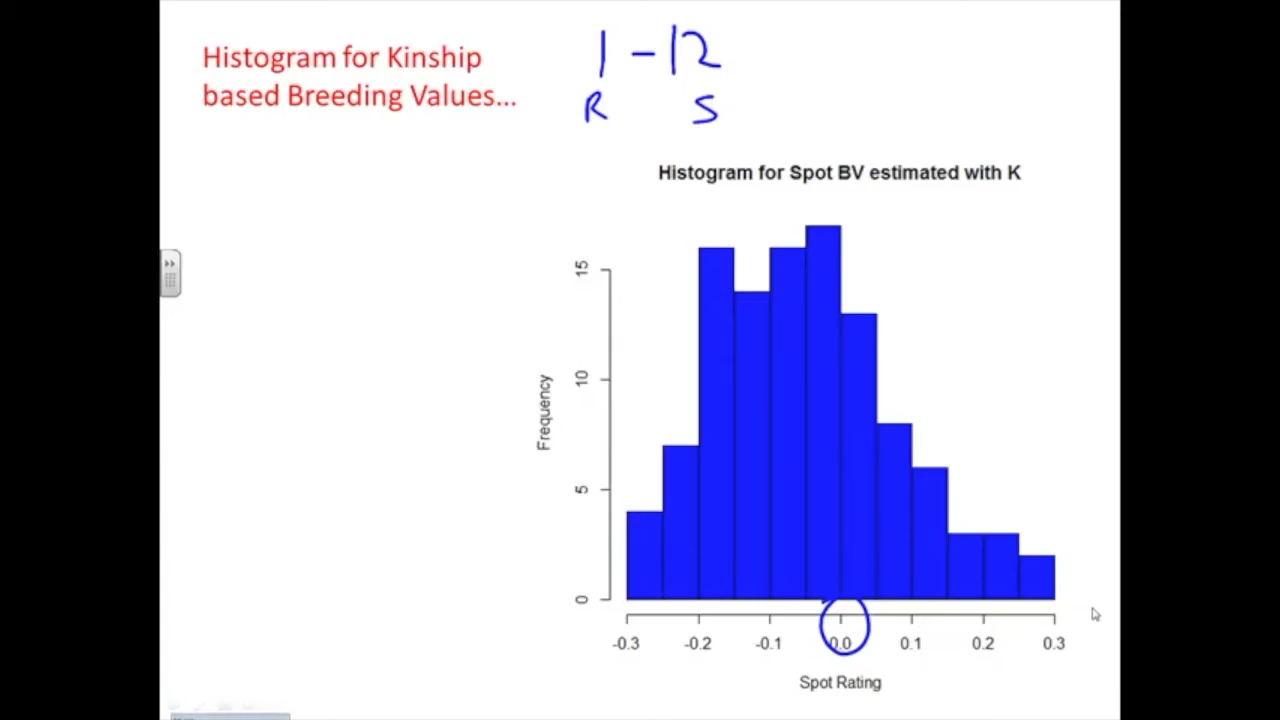 Histogram for Kinship
based Breeding Values...
1 - 12
R S
Histogram for Spot BV estimated with K
Frequency
15
10
5
0
-0.3 -0.2 -0.1 0.0 0.1 0.2 0.3
Spot Rating